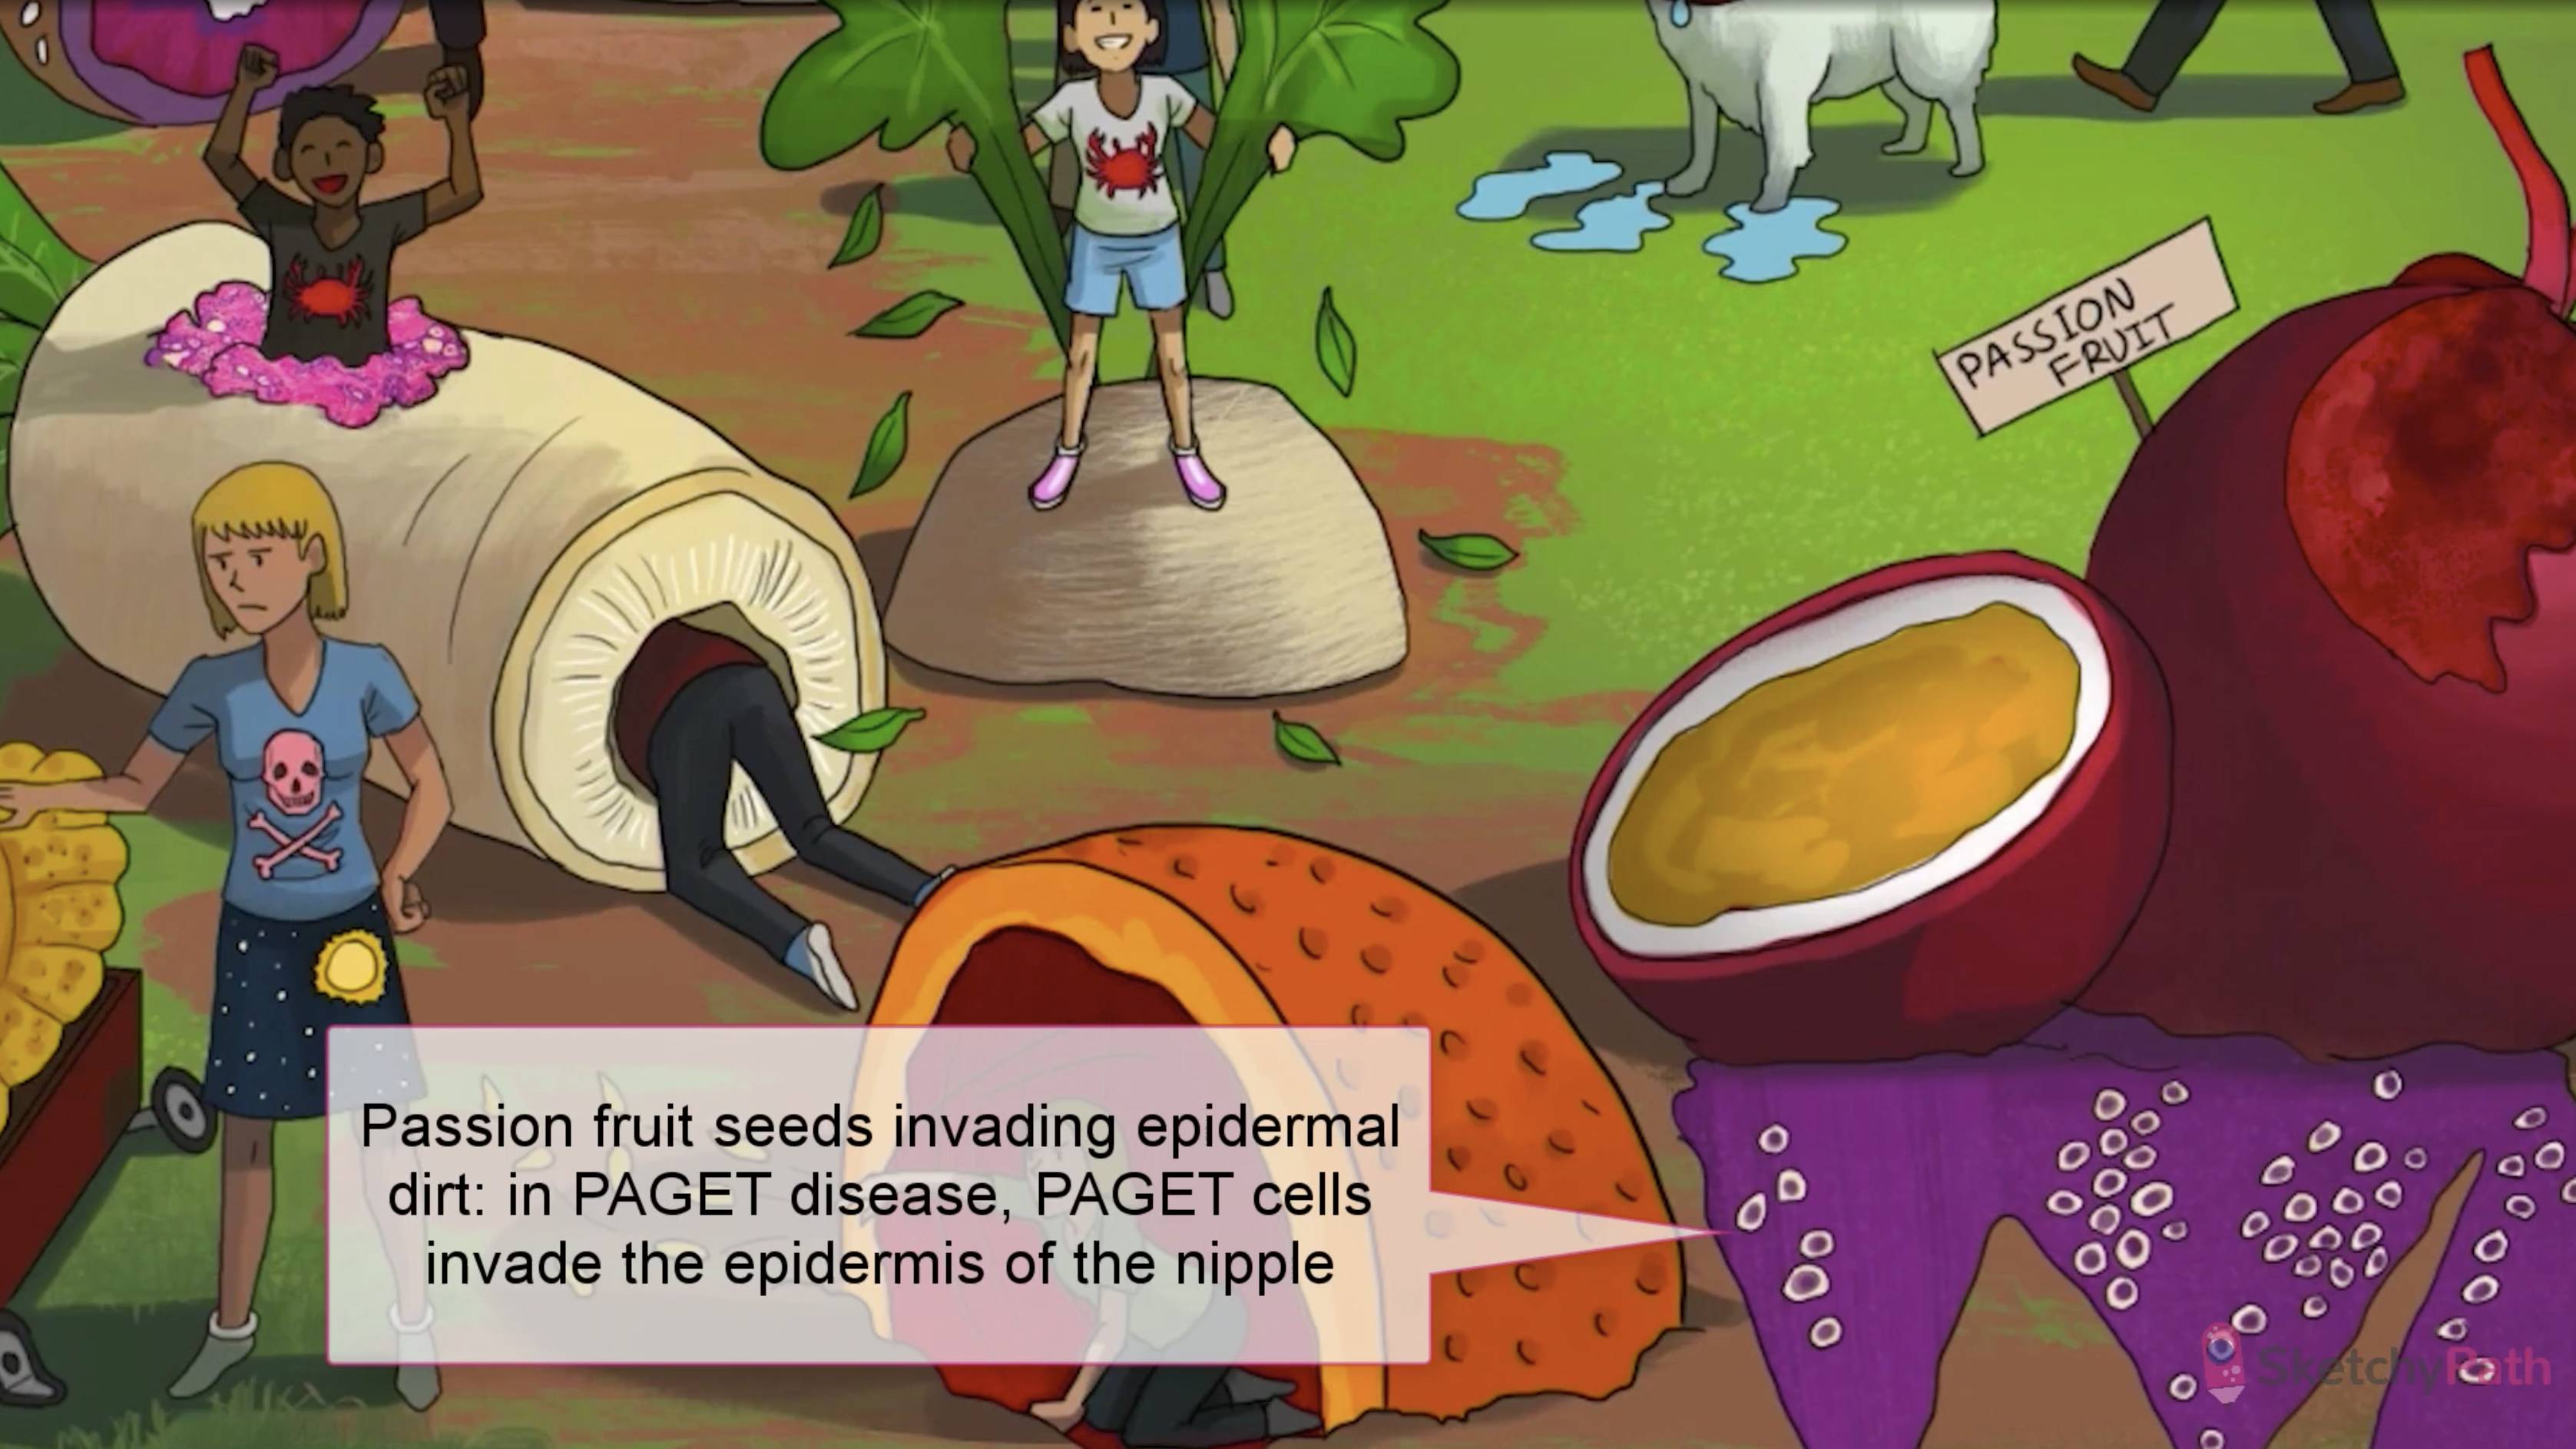 PASSION
FRUIT
Passion fruit seeds invading epidermal
dirt: in PAGET disease, PAGET cells
invade the epidermis of the nipple
SketchyPath